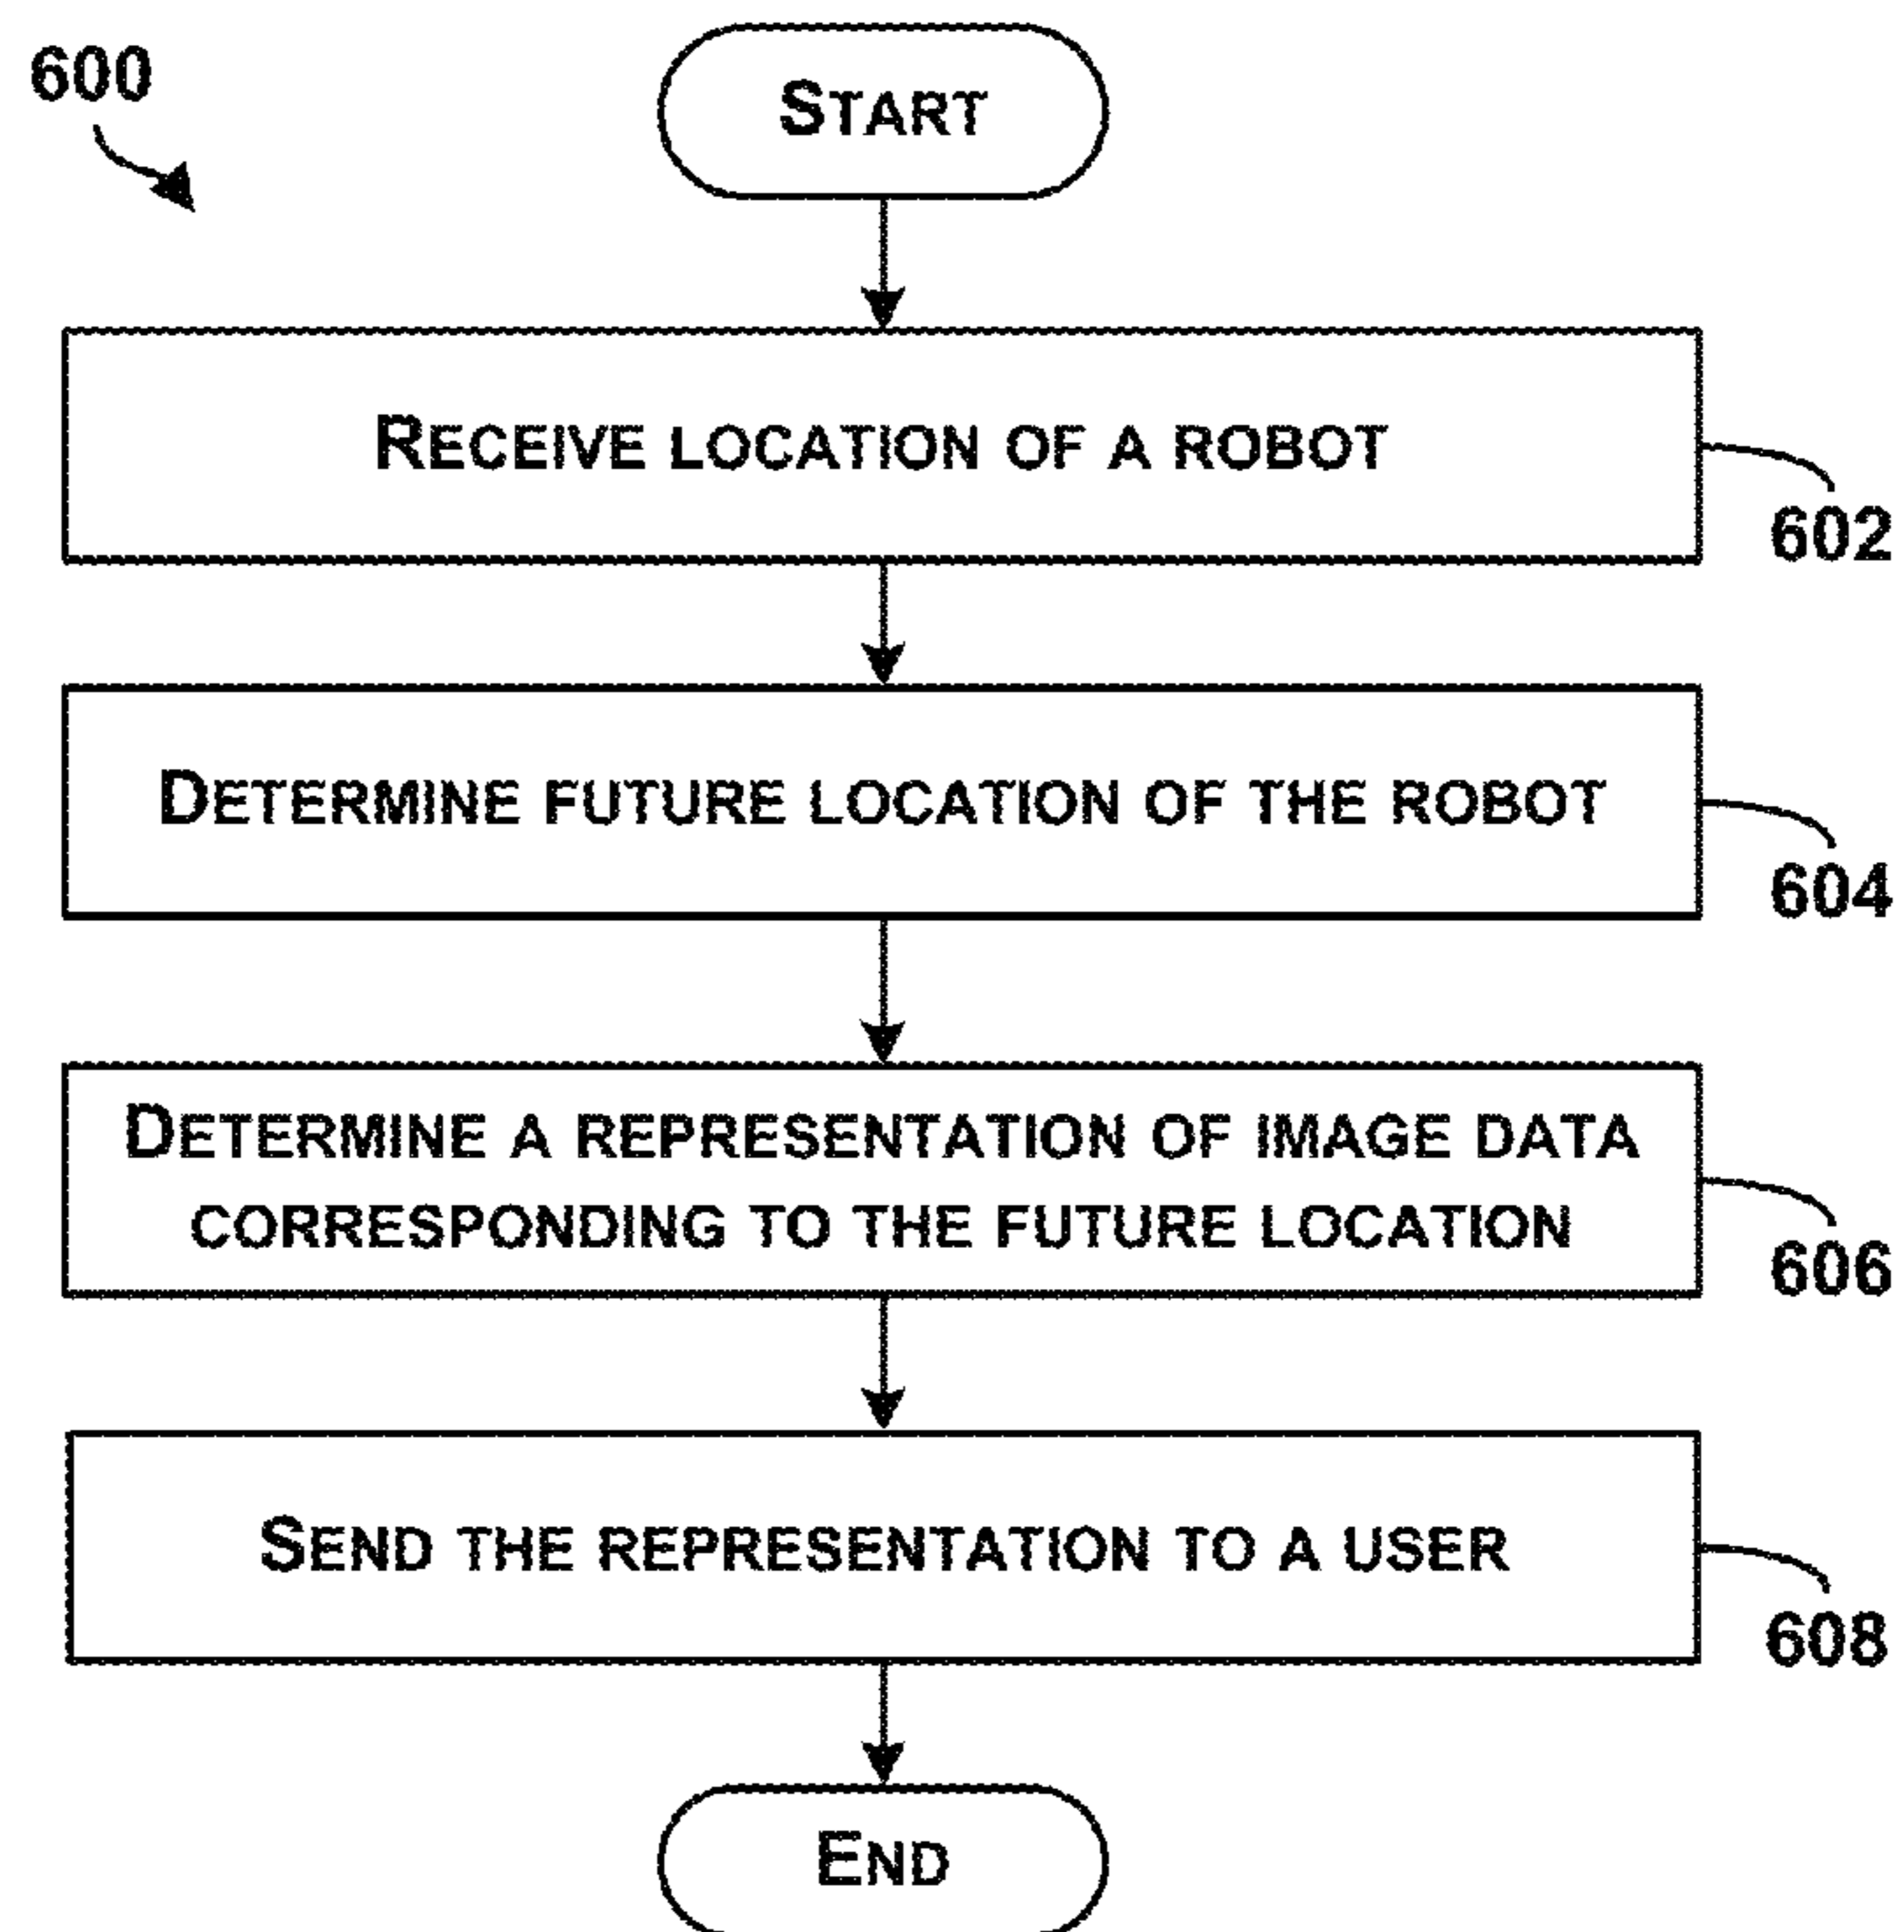 600
START
RECEIVE LOCATION OF A ROBOT
602
DETERMINE FUTURE LOCATION OF THE ROBOT
604
DETERMINE A REPRESENTATION OF IMAGE DATA
CORRESPONDING TO THE FUTURE LOCATION
606
SEND THE REPRESENTATION TO A USER
608
END